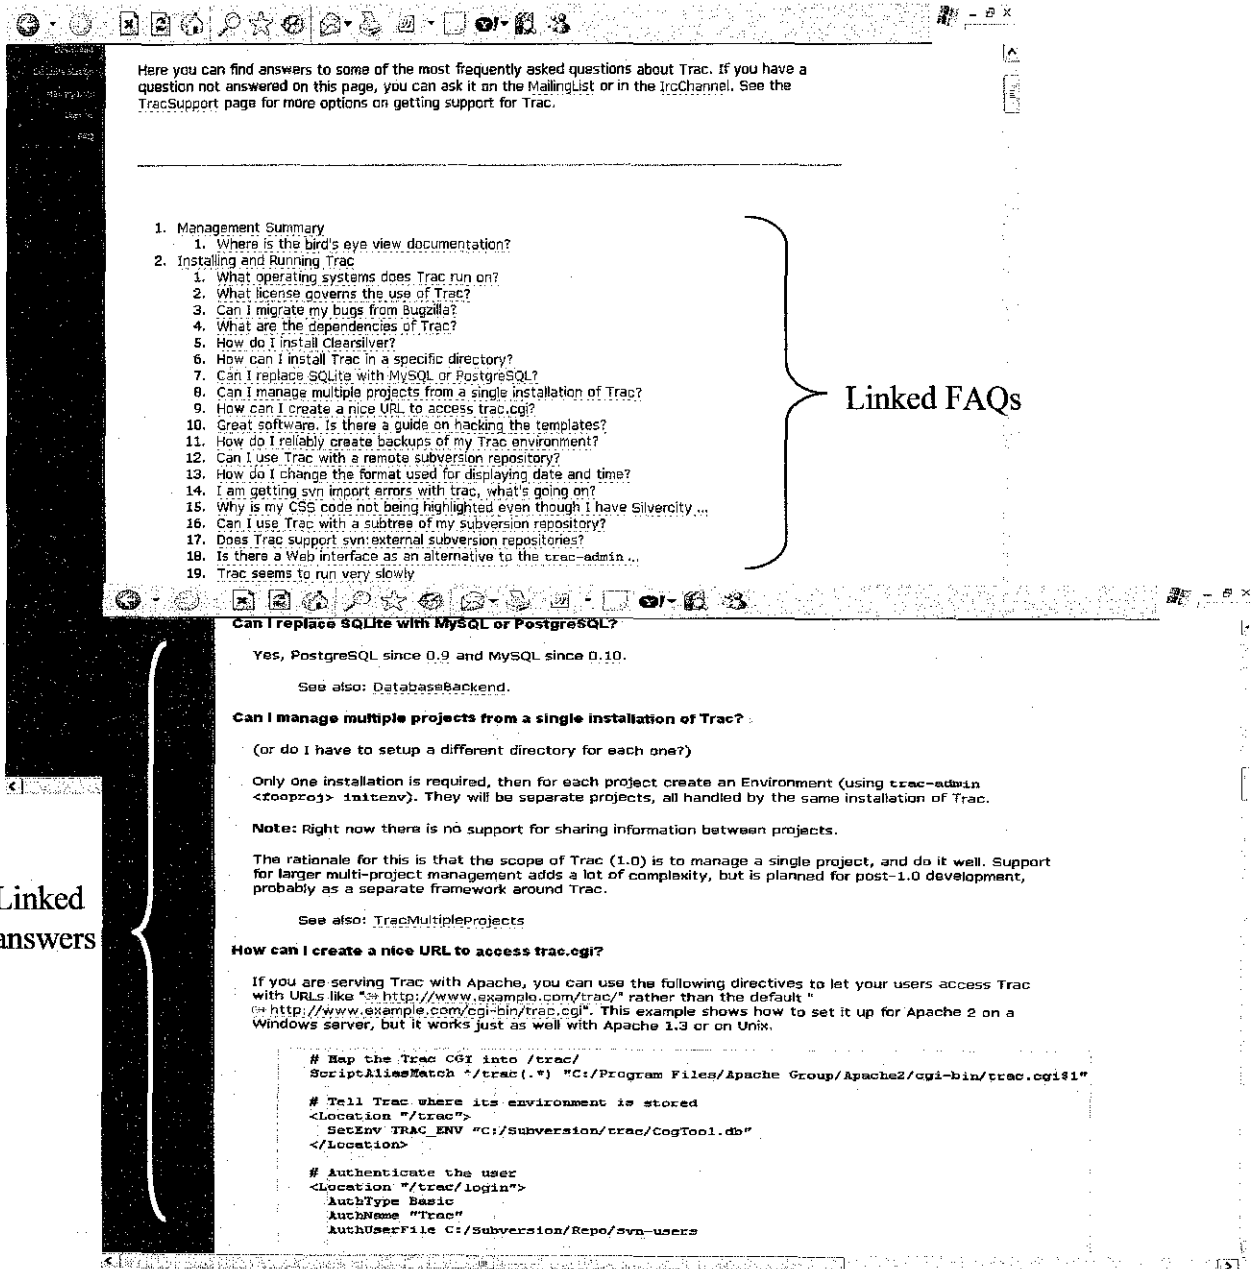 Here you can find answers to some of the most frequently asked questions about Trac. If you have a
question not answered on this page, you can ask it on the MailingList or in the IrcChannel. See the
TracSupport page for more options on getting support for Trac.
1. Management Summary
1. Where is the bird's eye view documentation?
2. Installing and Running Trac
1. What operating systems does Trac run on?
2. What license governs the use of Trac?
3. Can I migrate my bugs from Bugzilla?
4. What are the dependencies of Trac?
5. How do I install Clearsilver?
6. How can I install Trac in a specific directory?
7. Can I replace SQLite with MySQL or PostgreSQL?
8. Can I manage multiple projects from a single installation of Trac?
9. How can I create a nice URL to access trac.cgi?
10. Great software. Is there a guide on hacking the templates?
11. How do I reliably create backups of my Trac environment?
12. Can I use Trac with a remote subversion repository?
13. How do I change the format used for displaying date and time?
14. I am getting svn import errors with trac, what's going on?
15. Why is my CSS code not being highlighted even though I have Silvercity ...
16. Can I use Trac with a subtree of my subversion repository?
17. Does Trac support svn:external subversion repositories?
18. Is there a Web interface as an alternative to the trac-admin ...
19. Trac seems to run very slowly
Linked FAQs
Can I replace SQLite with MySQL or PostgreSQL?
Yes, PostgreSQL since 0.9 and MySQL since 0.10.
See also: DatabaseBackend.
Can I manage multiple projects from a single installation of Trac?
(or do I have to setup a different directory for each one?)
Only one installation is required, then for each project create an Environment (using trac-admin
<fooproj> initenv). They will be separate projects, all handled by the same installation of Trac.
Note: Right now there is no support for sharing information between projects.
The rationale for this is that the scope of Trac (1.0) is to manage a single project, and do it well. Support
for larger multi-project management adds a lot of complexity, but is planned for post-1.0 development,
probably as a separate framework around Trac.
See also: TracMultipleProjects
Linked
answers
How can I create a nice URL to access trac.cgi?
If you are serving Trac with Apache, you can use the following directives to let your users access Trac
with URLs like "http://www.example.com/trac/" rather than the default "
http://www.example.com/cgi-bin/trac.cgi". This example shows how to set it up for Apache 2 on a
Windows server, but it works just as well with Apache 1.3 or on Unix.
# Map the Trac CGI into /trac/
ScriptAliasMatch ^/trac(.*) "C:/Program Files/Apache Group/Apache2/cgi-bin/trac.cgi$1"
# Tell Trac where its environment is stored
<Location "/trac">
SetEnv TRAC_ENV "C:/Subversion/trac/CogTool.db"
</Location>
# Authenticate the user
<Location "/trac/login">
AuthType Basic
AuthName "Trac"
AuthUserFile C:/Subversion/Repo/svn-users